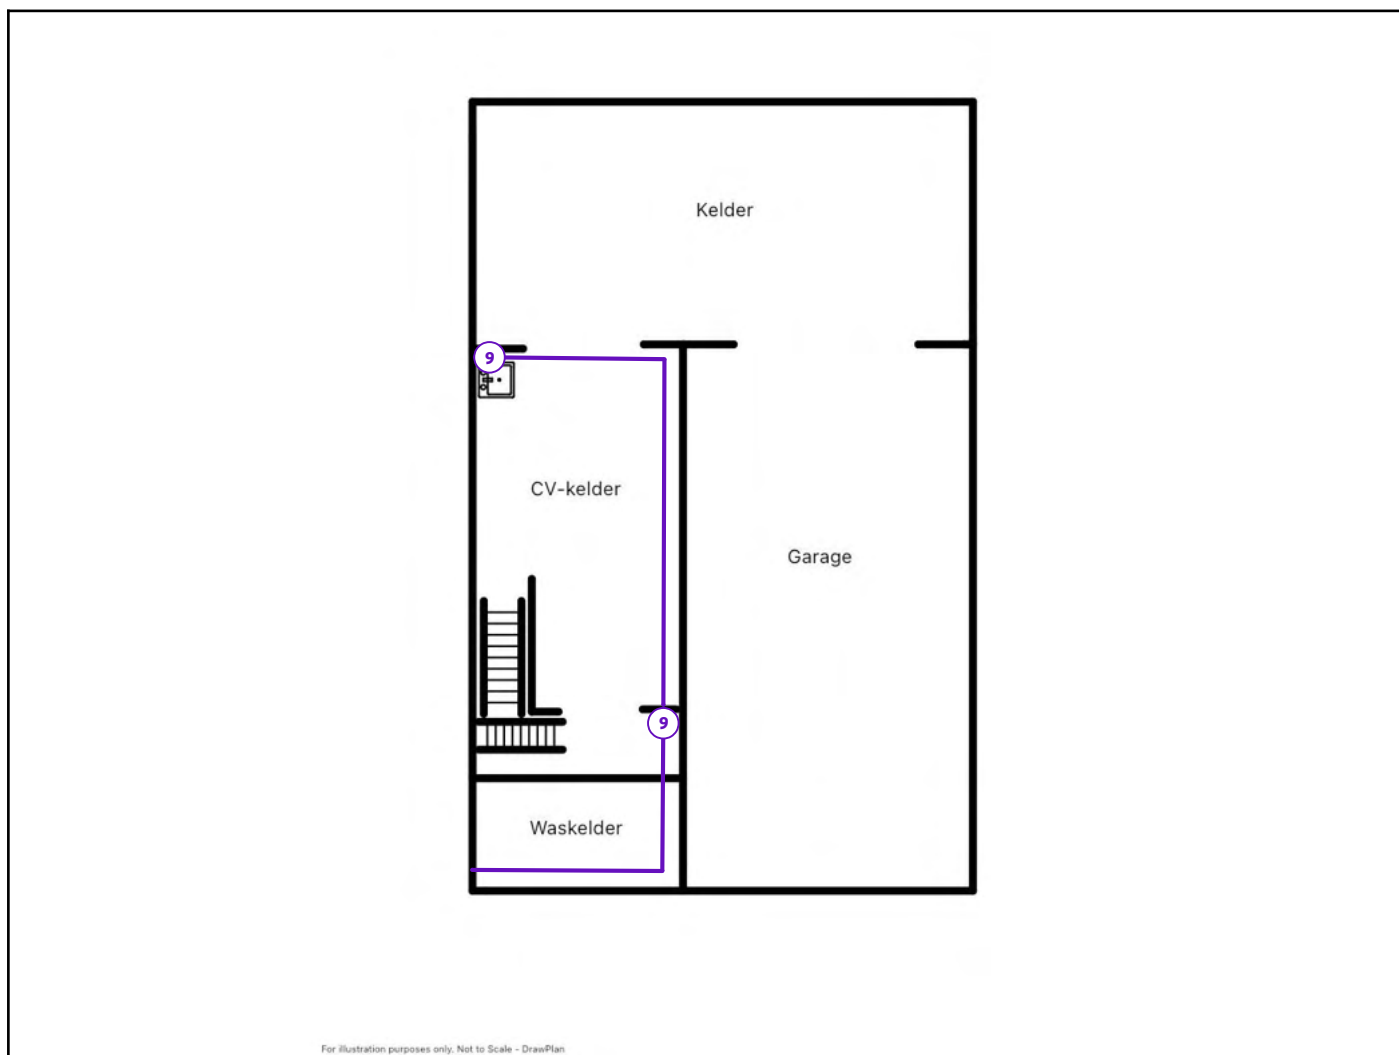 Kelder
9
CV-kelder
Garage
9
Waskelder
For illustration purposes only. Not to Scale - DrawPlan